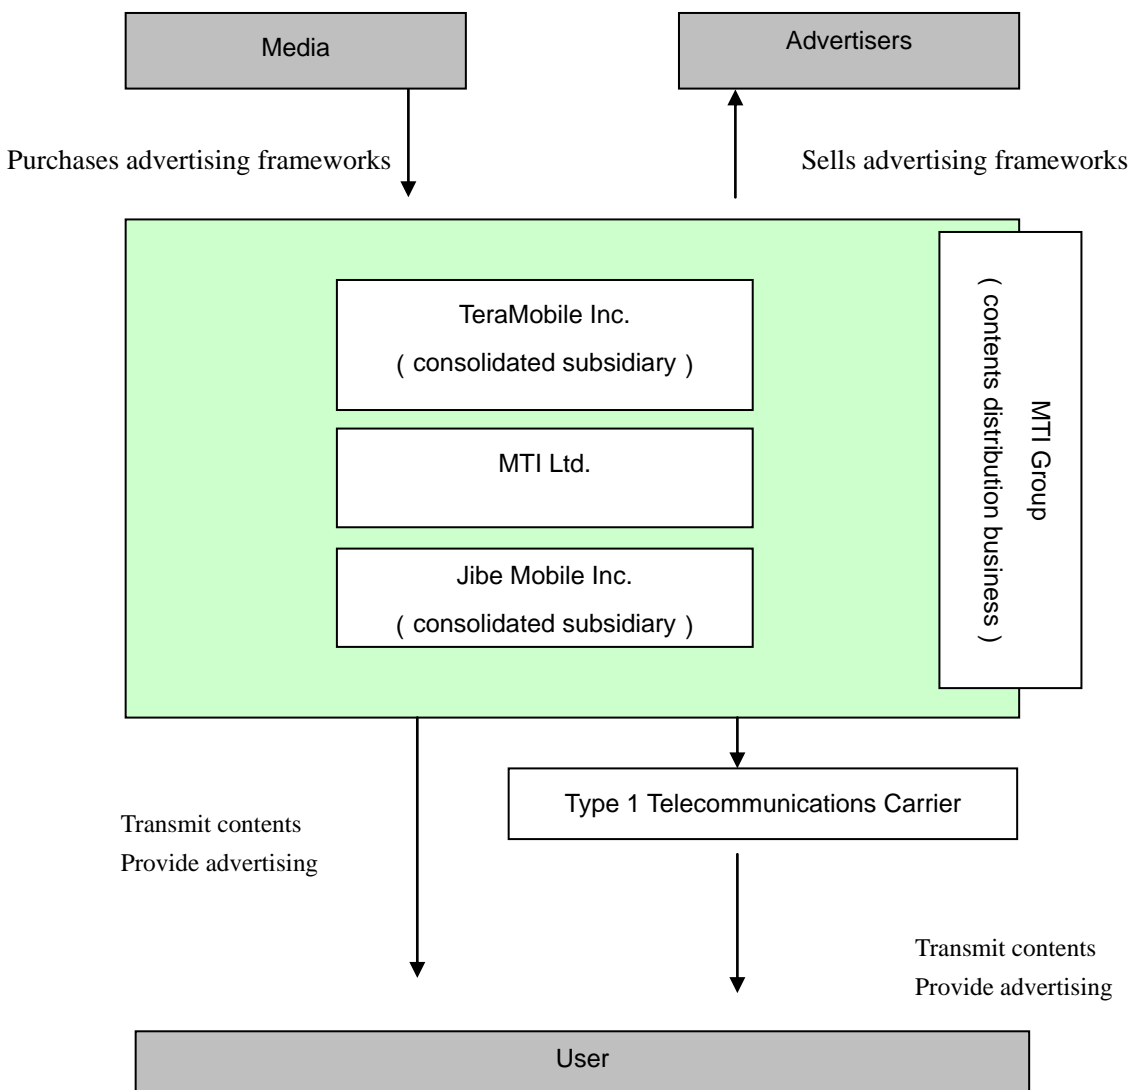 Media
Advertisers
Purchases advertising frameworks
Sells advertising frameworks
TeraMobile Inc.
( consolidated subsidiary )
MTI Ltd.
Jibe Mobile Inc.
( consolidated subsidiary )
MTI Group
( contents distribution business )
Type 1 Telecommunications Carrier
Transmit contents
Provide advertising
Transmit contents
Provide advertising
User